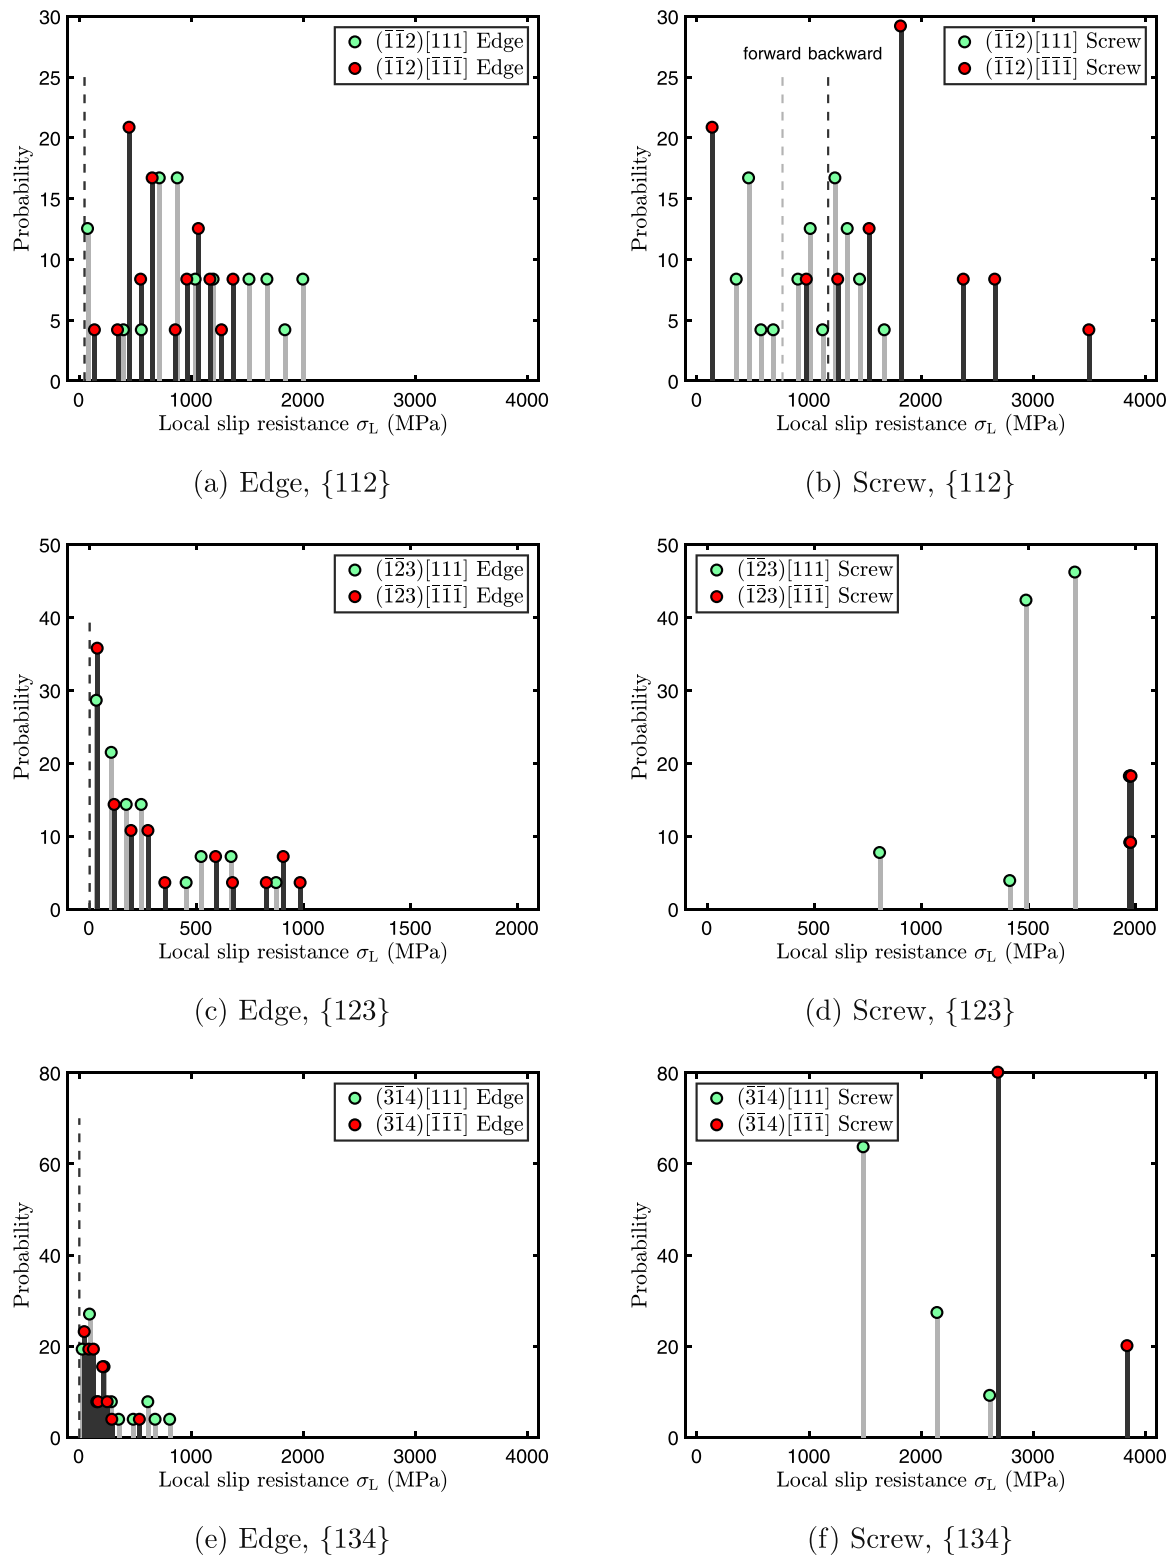 30
25
20
15
10
5
0
Probability
(1̅1̅2)[111] Edge
(1̅1̅2)[1̅1̅1̅] Edge
0 1000 2000 3000 4000
Local slip resistance σL (MPa)
(a) Edge, {112}
30
25
20
15
10
5
0
Probability
forward backward
(1̅1̅2)[111] Screw
(1̅1̅2)[1̅1̅1̅] Screw
0 1000 2000 3000 4000
Local slip resistance σL (MPa)
(b) Screw, {112}
50
40
30
20
10
0
Probability
(1̅2̅3)[111] Edge
(1̅2̅3)[1̅1̅1̅] Edge
0 500 1000 1500 2000
Local slip resistance σL (MPa)
(c) Edge, {123}
50
40
30
20
10
0
Probability
(1̅2̅3)[111] Screw
(1̅2̅3)[1̅1̅1̅] Screw
0 500 1000 1500 2000
Local slip resistance σL (MPa)
(d) Screw, {123}
80
60
40
20
0
Probability
(3̅1̅4)[111] Edge
(3̅1̅4)[1̅1̅1̅] Edge
0 1000 2000 3000 4000
Local slip resistance σL (MPa)
(e) Edge, {134}
80
60
40
20
0
Probability
(3̅1̅4)[111] Screw
(3̅1̅4)[1̅1̅1̅] Screw
0 1000 2000 3000 4000
Local slip resistance σL (MPa)
(f) Screw, {134}